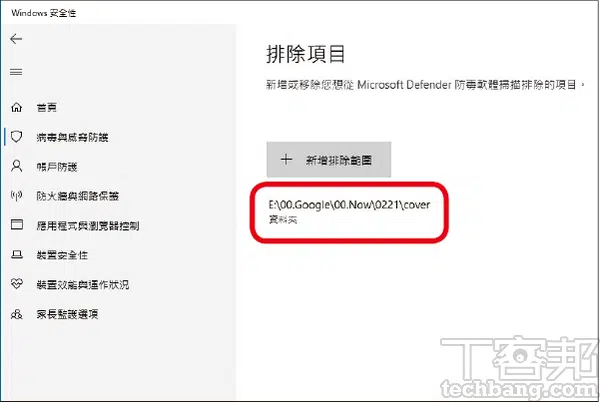 Windows 安全性
排除項目
新增或移除您想從 Microsoft Defender 防毒軟體掃描排除的項目。
首頁
病毒與威脅防護
新增排除範圍
帳戶防護
防火牆與網路保護
E:\00.Google\00.Now\0221\cover
資料夾
應用程式與瀏覽器控制
裝置安全性
裝置效能與運作狀況
家長監護選項
T客邦
techbang.com